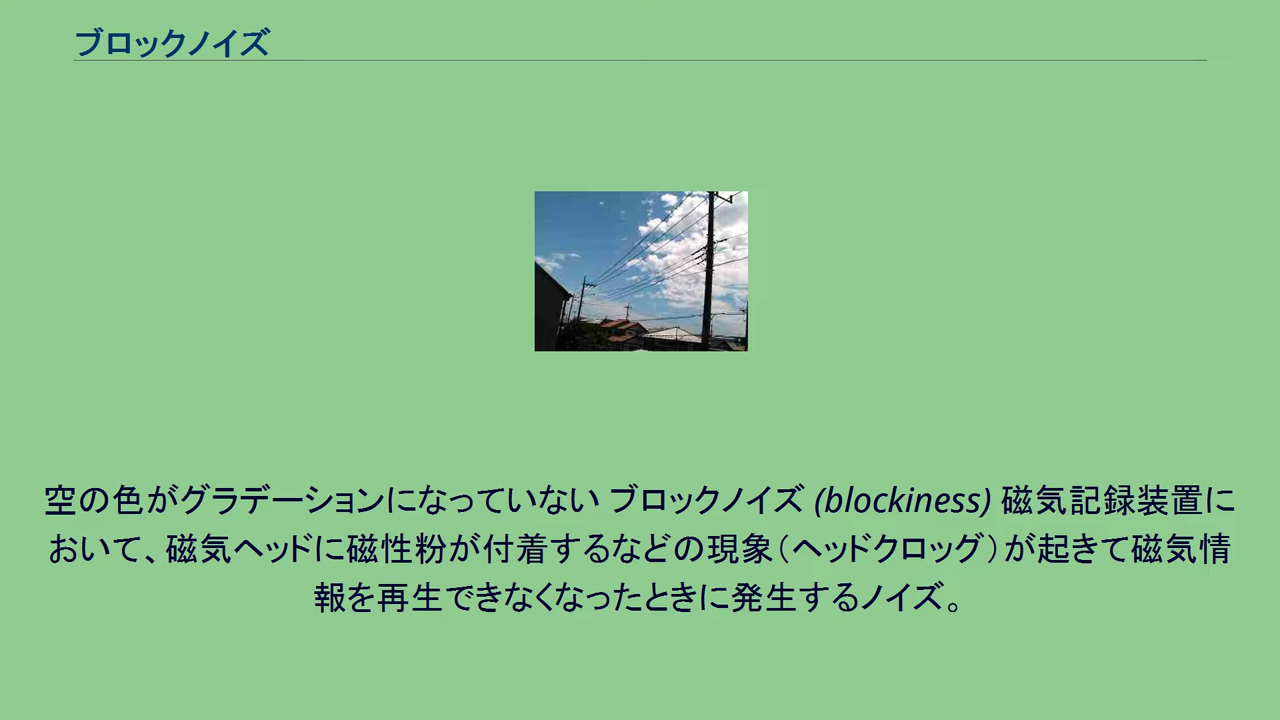 ブロックノイズ
空の色がグラデーションになっていない ブロックノイズ (blockiness) 磁気記録装置に
おいて、磁気ヘッドに磁性粉が付着するなどの現象（ヘッドクロッグ）が起きて磁気情
報を再生できなくなったときに発生するノイズ。